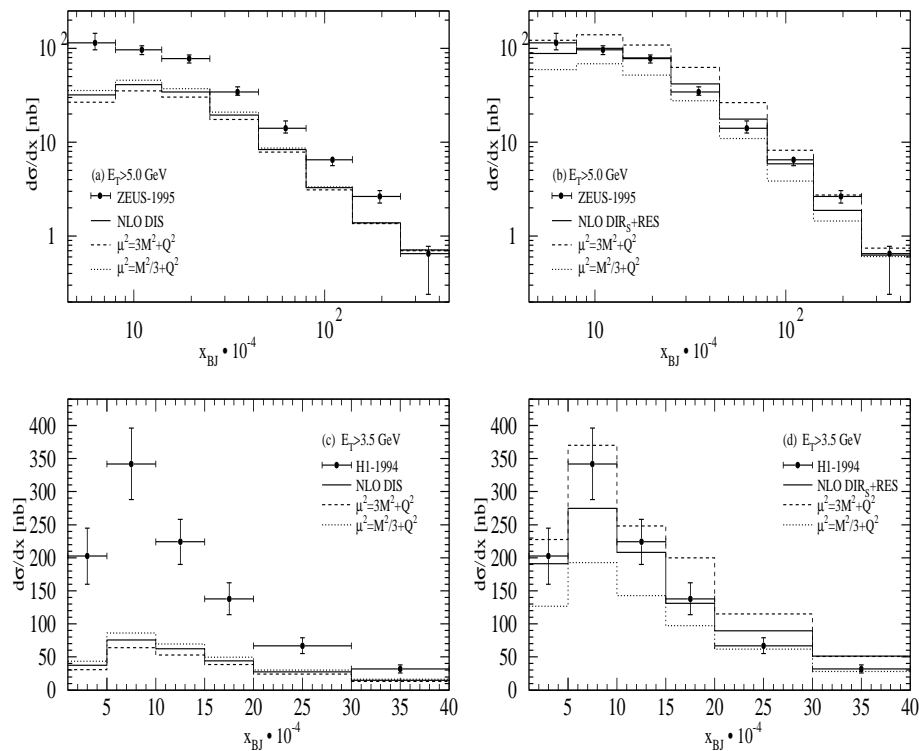 dσ/dx [nb]
10²
10
1
(a) E_T>5.0 GeV
ZEUS-1995
NLO DIS
μ²=3M²+Q²
μ²=M²/3+Q²
10
10²
x_BJ • 10⁻⁴
dσ/dx [nb]
10²
10
1
(b) E_T>5.0 GeV
ZEUS-1995
NLO DIR_S+RES
μ²=3M²+Q²
μ²=M²/3+Q²
10
10²
x_BJ • 10⁻⁴
dσ/dx [nb]
400
350
300
250
200
150
100
50
0
(c) E_T>3.5 GeV
H1-1994
NLO DIS
μ²=3M²+Q²
μ²=M²/3+Q²
5 10 15 20 25 30 35 40
x_BJ • 10⁻⁴
dσ/dx [nb]
400
350
300
250
200
150
100
50
0
(d) E_T>3.5 GeV
H1-1994
NLO DIR_S+RES
μ²=3M²+Q²
μ²=M²/3+Q²
5 10 15 20 25 30 35 40
x_BJ • 10⁻⁴